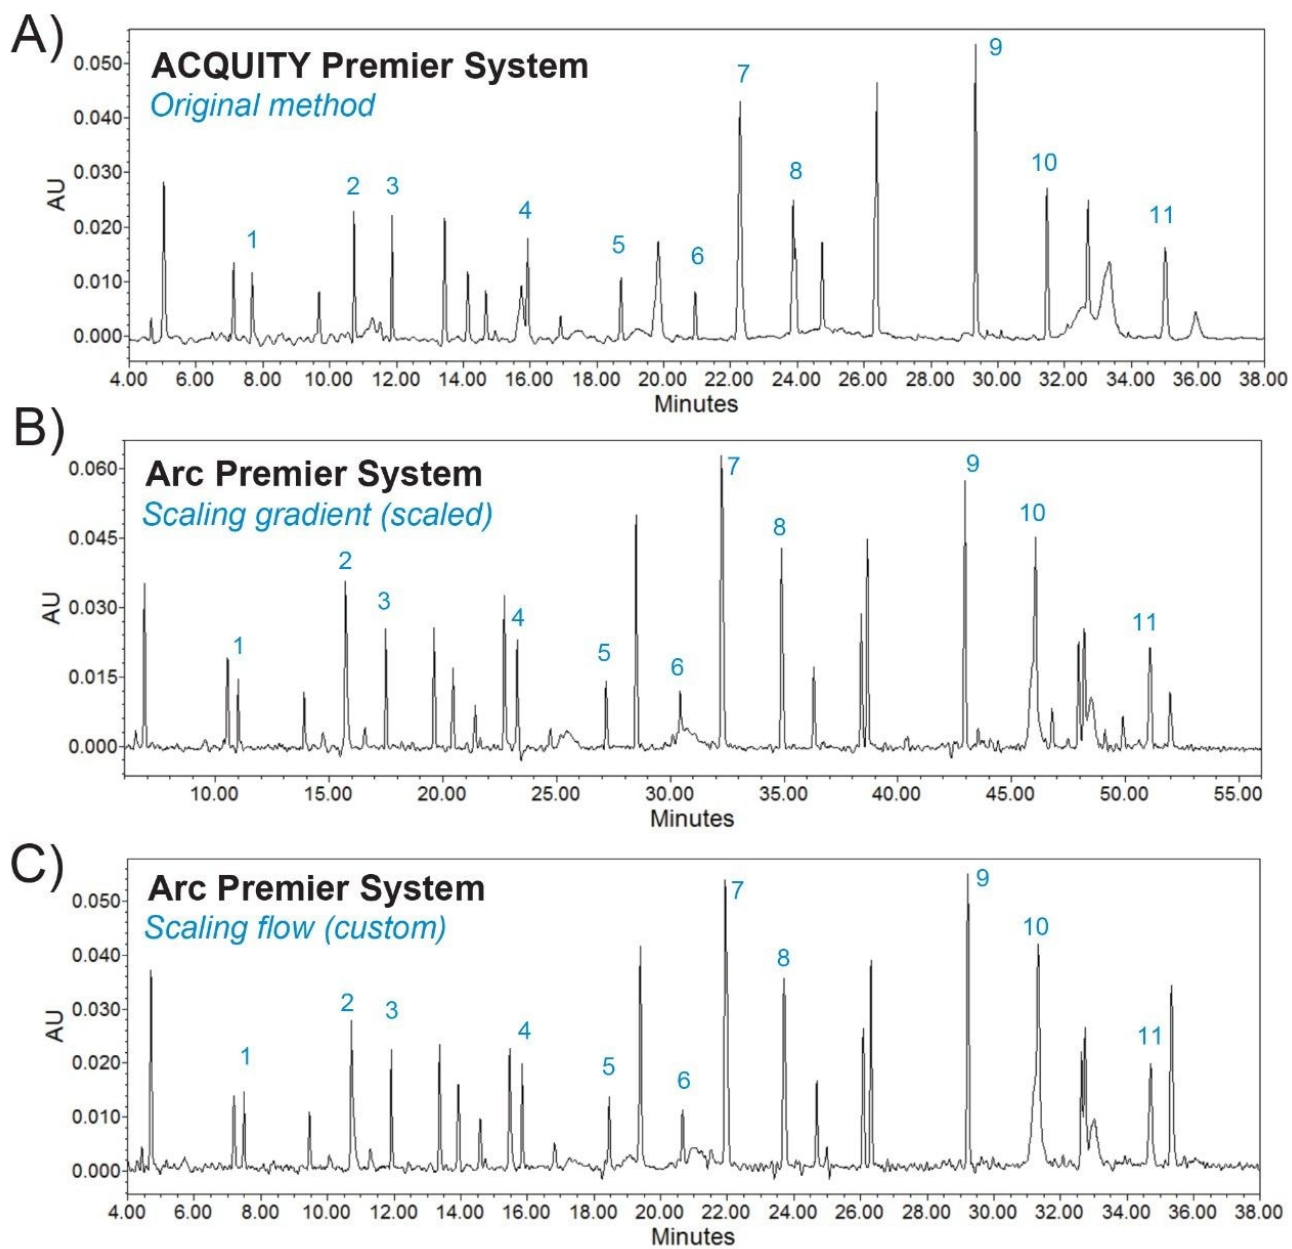 A)
ACQUITY Premier System
Original method
AU
0.050
0.040
0.030
0.020
0.010
0.000
1
2
3
4
5
6
7
8
9
10
11
4.00 6.00 8.00 10.00 12.00 14.00 16.00 18.00 20.00 22.00 24.00 26.00 28.00 30.00 32.00 34.00 36.00 38.00
Minutes
B)
Arc Premier System
Scaling gradient (scaled)
AU
0.060
0.045
0.030
0.015
0.000
1
2
3
4
5
6
7
8
9
10
11
10.00 15.00 20.00 25.00 30.00 35.00 40.00 45.00 50.00 55.00
Minutes
C)
Arc Premier System
Scaling flow (custom)
AU
0.050
0.040
0.030
0.020
0.010
0.000
1
2
3
4
5
6
7
8
9
10
11
4.00 6.00 8.00 10.00 12.00 14.00 16.00 18.00 20.00 22.00 24.00 26.00 28.00 30.00 32.00 34.00 36.00 38.00
Minutes